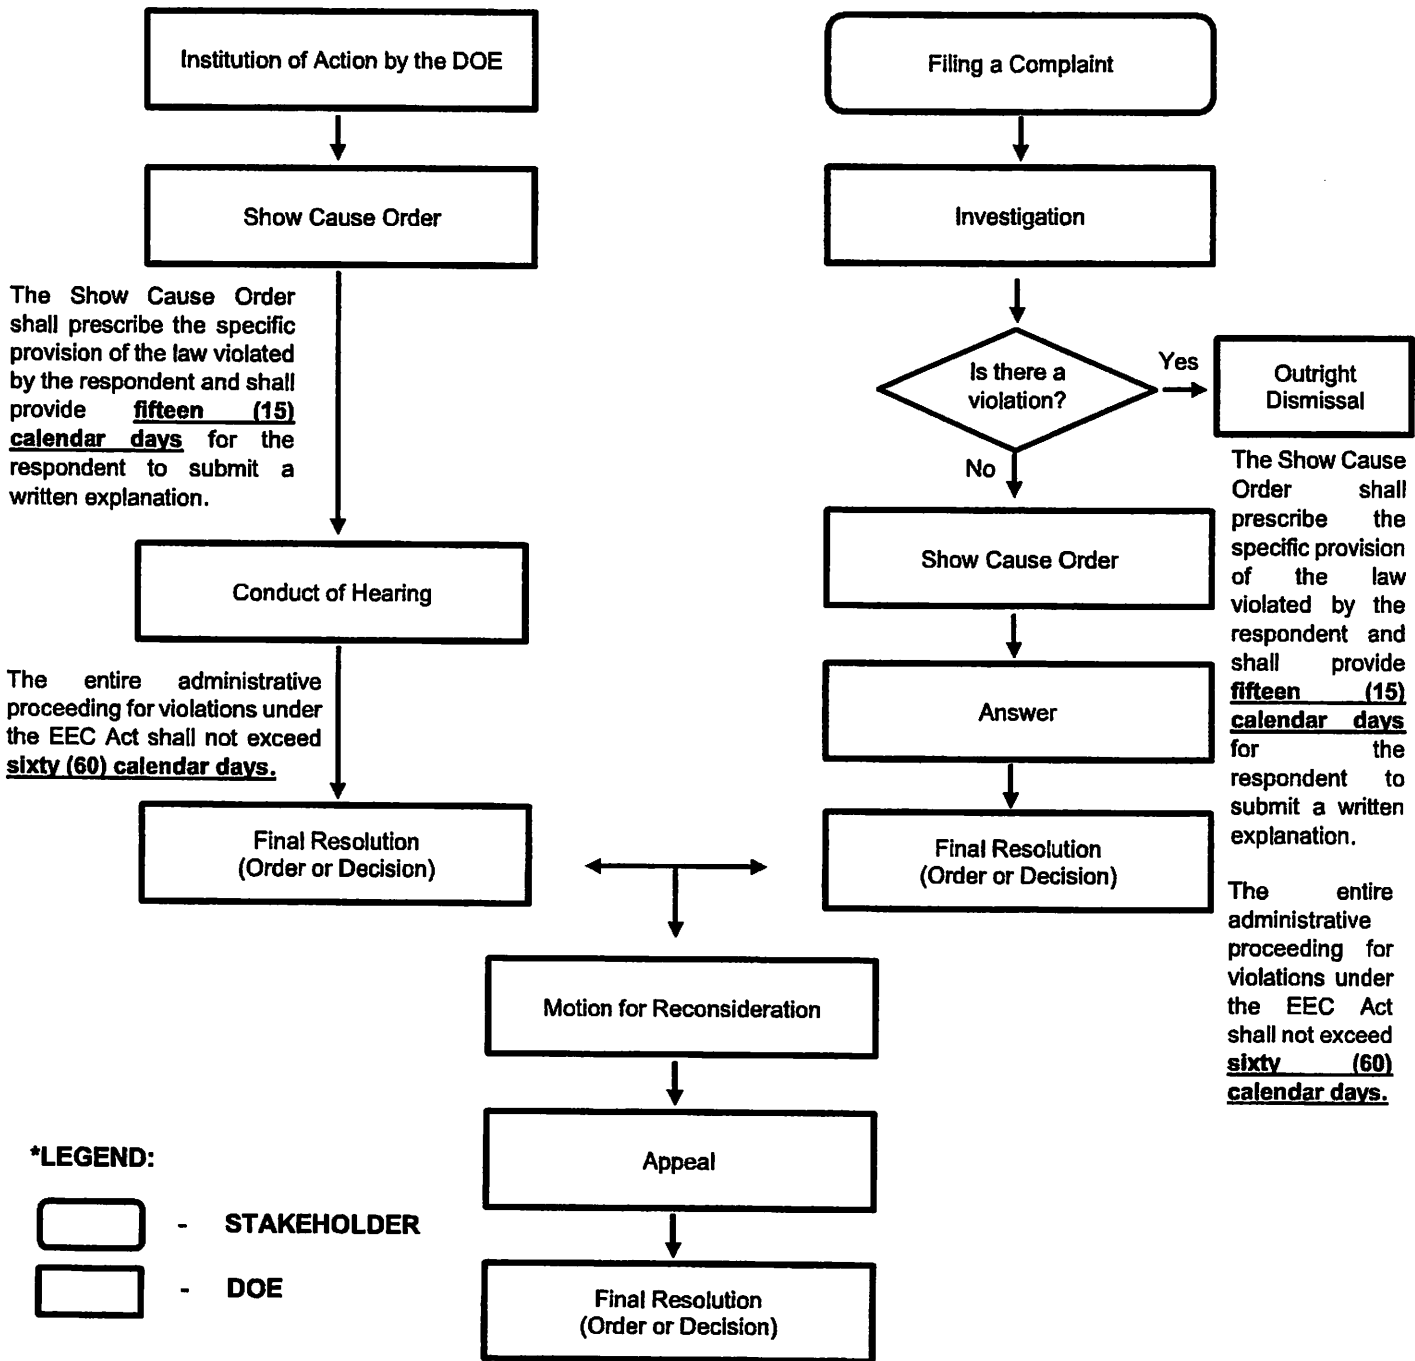 Institution of Action by the DOE
Show Cause Order
The Show Cause Order
shall prescribe the specific
provision of the law violated
by the respondent and shall
provide fifteen (15)
calendar days for the
respondent to submit a
written explanation.
Conduct of Hearing
The entire administrative
proceeding for violations under
the EEC Act shall not exceed
sixty (60) calendar days.
Final Resolution
(Order or Decision)
Filing a Complaint
Investigation
Is there a
violation?
Yes
Outright
Dismissal
No
Show Cause Order
Answer
Final Resolution
(Order or Decision)
The Show Cause
Order shall
prescribe the
specific provision
of the law
violated by the
respondent and
shall provide
fifteen (15)
calendar days
for the
respondent to
submit a written
explanation.
The entire
administrative
proceeding for
violations under
the EEC Act
shall not exceed
sixty (60)
calendar days.
Motion for Reconsideration
Appeal
Final Resolution
(Order or Decision)
*LEGEND:
- STAKEHOLDER
- DOE